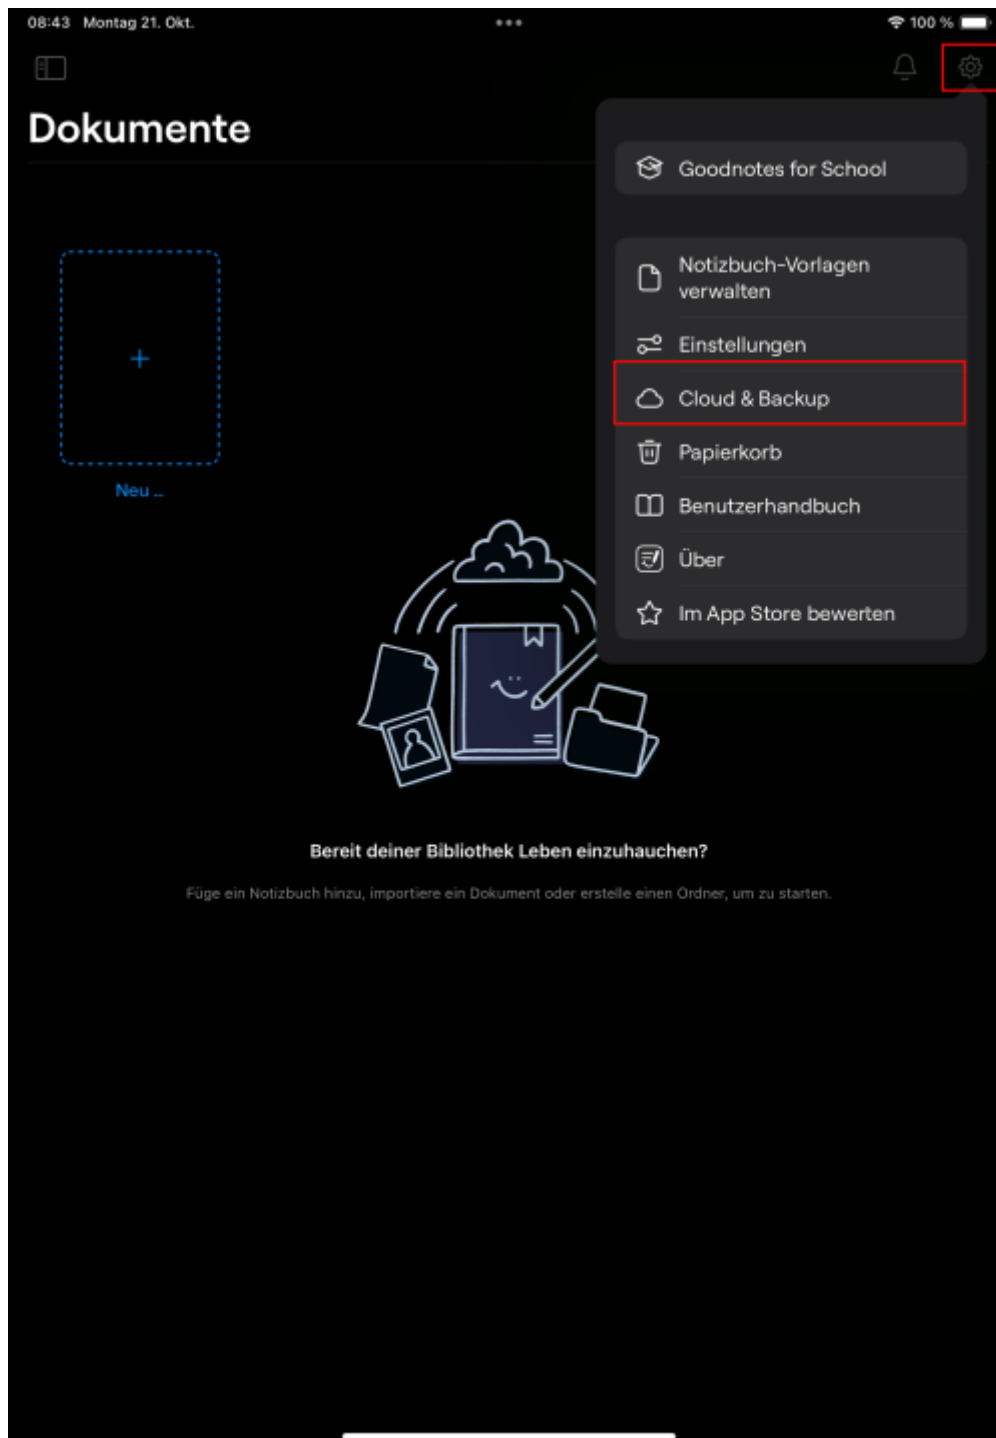 08:43 Montag 21. Okt.
100 %
Dokumente
Goodnotes for School
Notizbuch-Vorlagen
verwalten
Einstellungen
Cloud & Backup
Papierkorb
Benutzerhandbuch
Über
Im App Store bewerten
Neu ...
Bereit deiner Bibliothek Leben einzuhauchen?
Füge ein Notizbuch hinzu, importiere ein Dokument oder erstelle einen Ordner, um zu starten.